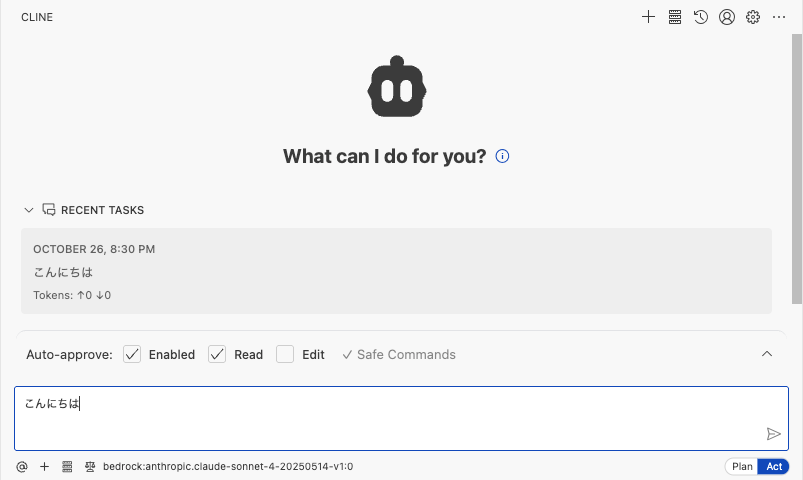 CLINE
What can I do for you?
RECENT TASKS
OCTOBER 26, 8:30 PM
こんにちは
Tokens: ↑0 ↓0
Auto-approve: Enabled Read Edit Safe Commands
こんにちは
@ + bedrock:anthropic.claude-sonnet-4-20250514-v1:0 Plan Act